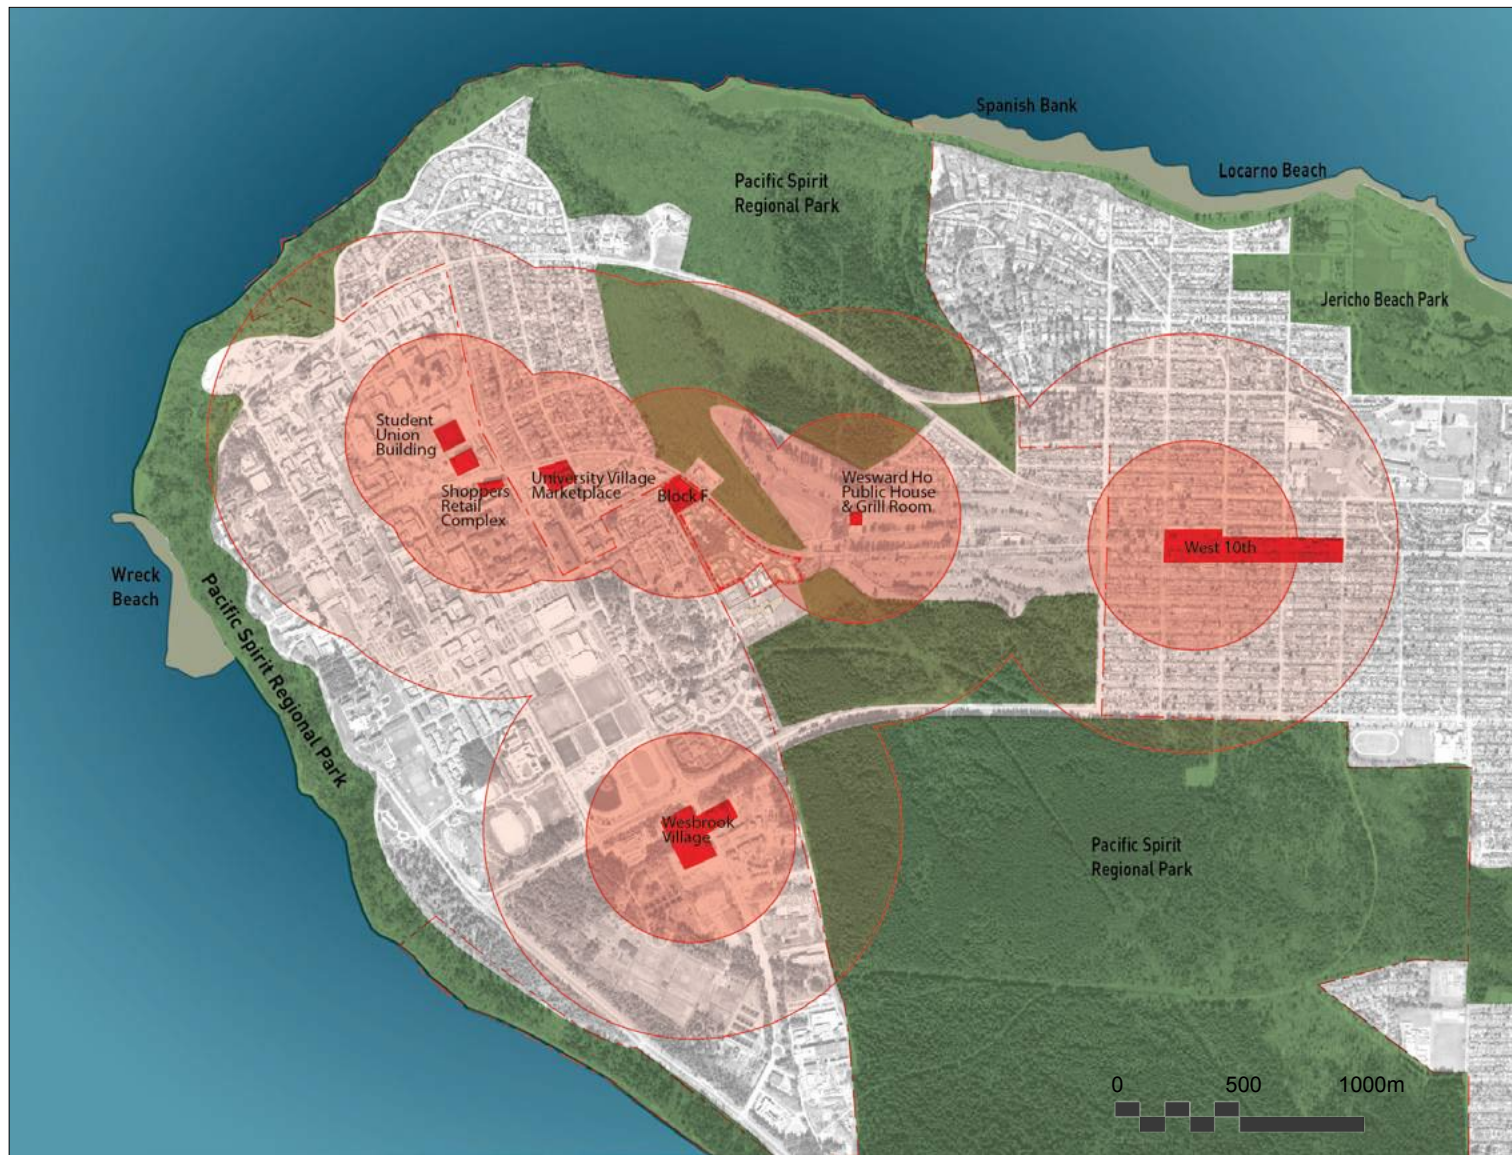 Spanish Bank
Locarno Beach
Pacific Spirit
Regional Park
Jericho Beach Park
Student
Union
Building
Shoppers
Retail
Complex
University Village
Marketplace
Block F
Wesward Ho
Public House
& Grill Room
West 10th
Wreck
Beach
Pacific Spirit Regional Park
Wesbrook
Village
Pacific Spirit
Regional Park
0 500 1000m